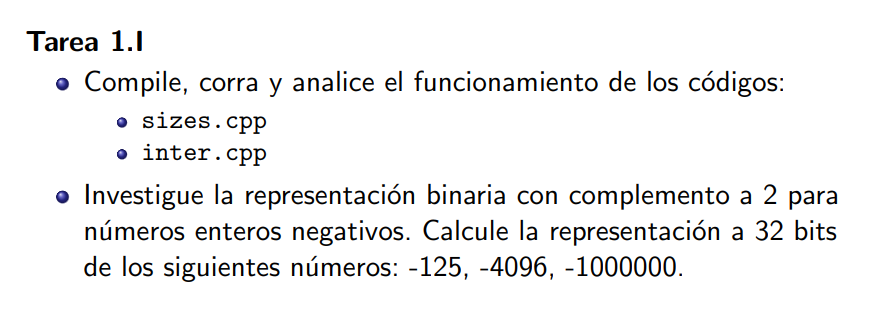 Tarea 1.I
Compile, corra y analice el funcionamiento de los códigos:
sizes.cpp
inter.cpp
Investigue la representación binaria con complemento a 2 para
números enteros negativos. Calcule la representación a 32 bits
de los siguientes números: -125, -4096, -1000000.